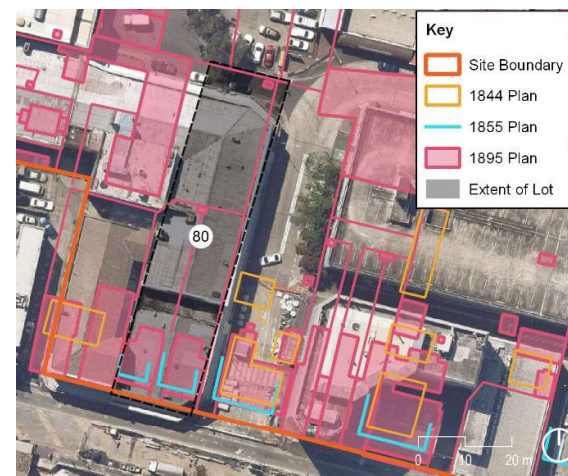 Key
Site Boundary
1844 Plan
1855 Plan
1895 Plan
Extent of Lot
80
0
10
20 m